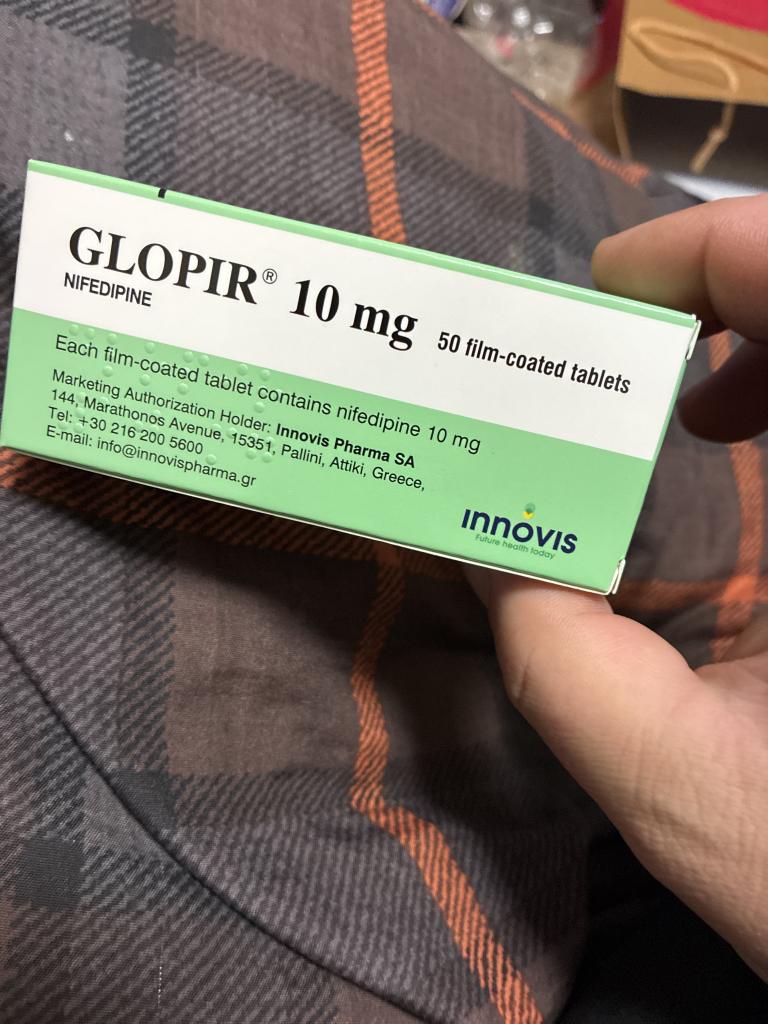 GLOPIR® 10 mg 50 film-coated tablets
NIFEDIPINE
Each film-coated tablet contains nifedipine 10 mg
Marketing Authorization Holder: Innovis Pharma SA
144, Marathonos Avenue, 15351, Pallini, Attiki, Greece,
Tel: +30 216 200 5600
E-mail: info@innovispharma.gr
INNOVIS
Future health today